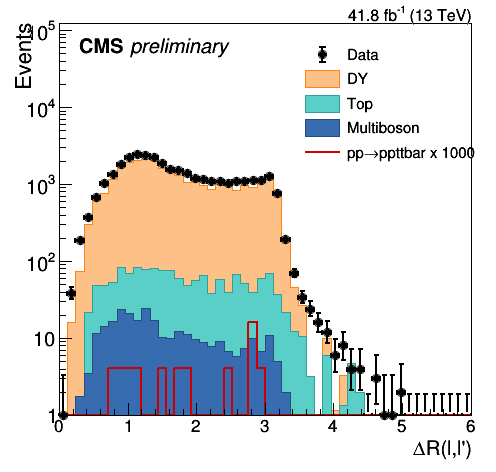 41.8 fb⁻¹ (13 TeV)
Events
CMS preliminary
Data
DY
Top
Multiboson
pp→ppttbar x 1000
10⁵
10⁴
10³
10²
10
1
0 1 2 3 4 5 6
ΔR(l,l')